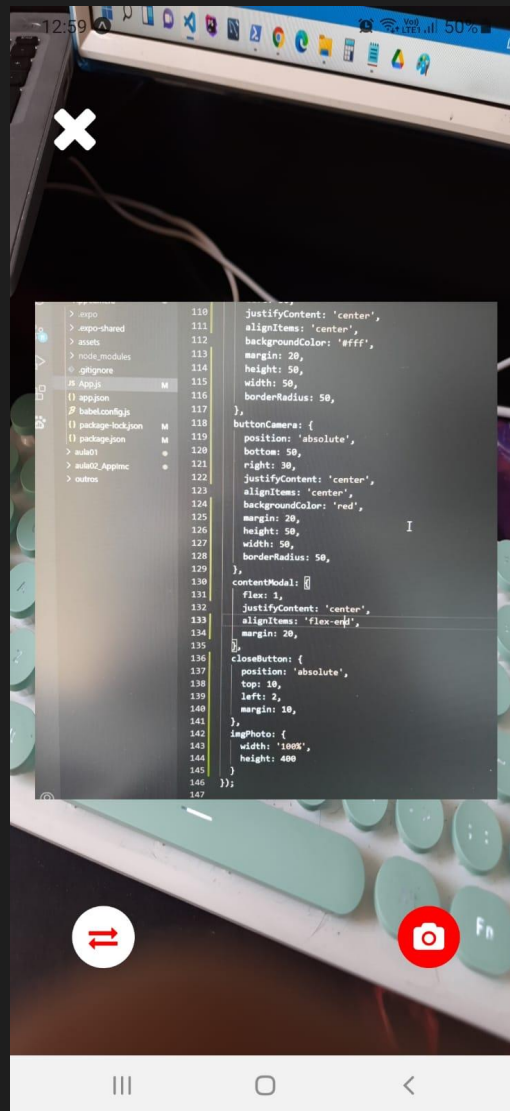 12:59
Vo0
LTE1
50%
.expo
.expo-shared
assets
node_modules
.gitignore
JS App.js M
{} app.json
babel.config.js
{} package-lock.json M
{} package.json M
aula01
aula02_AppImc
outros
110 justifyContent: 'center',
111 alignItems: 'center',
112 backgroundColor: '#fff',
113 margin: 20,
114 height: 50,
115 width: 50,
116 borderRadius: 50,
117 },
118 buttonCamera: {
119 position: 'absolute',
120 bottom: 50,
121 right: 30,
122 justifyContent: 'center',
123 alignItems: 'center',
124 backgroundColor: 'red',
125 margin: 20,
126 height: 50,
127 width: 50,
128 borderRadius: 50,
129 },
130 contentModal: {
131 flex: 1,
132 justifyContent: 'center',
133 alignItems: 'flex-end',
134 margin: 20,
135 },
136 closeButton: {
137 position: 'absolute',
138 top: 10,
139 left: 2,
140 margin: 10,
141 },
142 imgPhoto: {
143 width: '100%',
144 height: 400
145 }
146 });
147
Fn